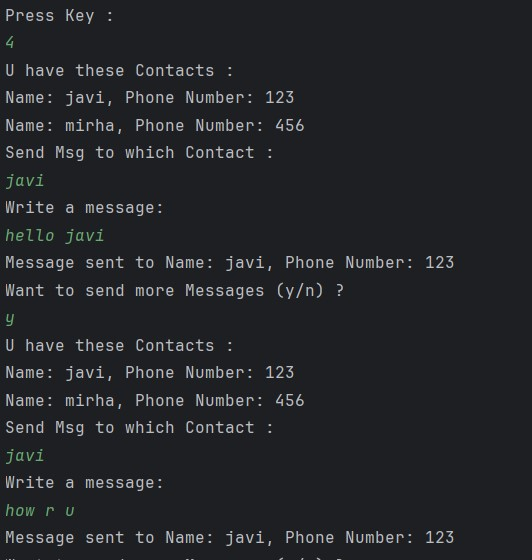 Press Key :
4
U have these Contacts :
Name: javi, Phone Number: 123
Name: mirha, Phone Number: 456
Send Msg to which Contact :
javi
Write a message:
hello javi
Message sent to Name: javi, Phone Number: 123
Want to send more Messages (y/n) ?
y
U have these Contacts :
Name: javi, Phone Number: 123
Name: mirha, Phone Number: 456
Send Msg to which Contact :
javi
Write a message:
how r u
Message sent to Name: javi, Phone Number: 123